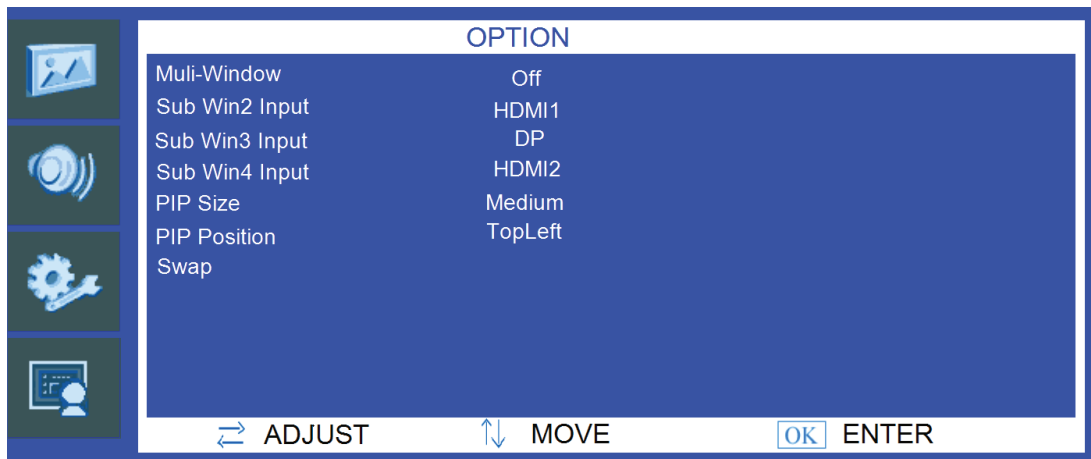 OPTION
Muli-Window Off
Sub Win2 Input HDMI1
Sub Win3 Input DP
Sub Win4 Input HDMI2
PIP Size Medium
PIP Position TopLeft
Swap
ADJUST MOVE OK ENTER